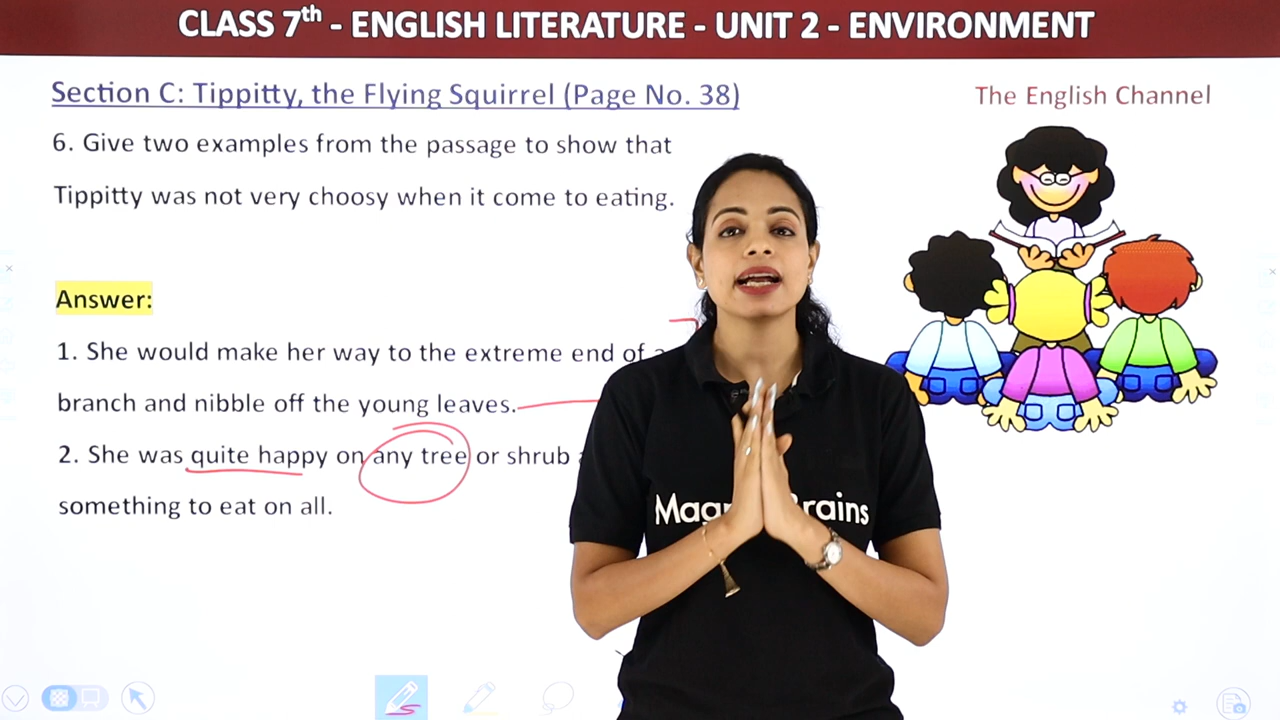 CLASS 7th - ENGLISH LITERATURE - UNIT 2 - ENVIRONMENT
Section C: Tippitty, the Flying Squirrel (Page No. 38)
The English Channel
6. Give two examples from the passage to show that
Tippitty was not very choosy when it come to eating.
Answer:
1. She would make her way to the extreme end of a
branch and nibble off the young leaves.
2. She was quite happy on any tree or shrub
something to eat on all.